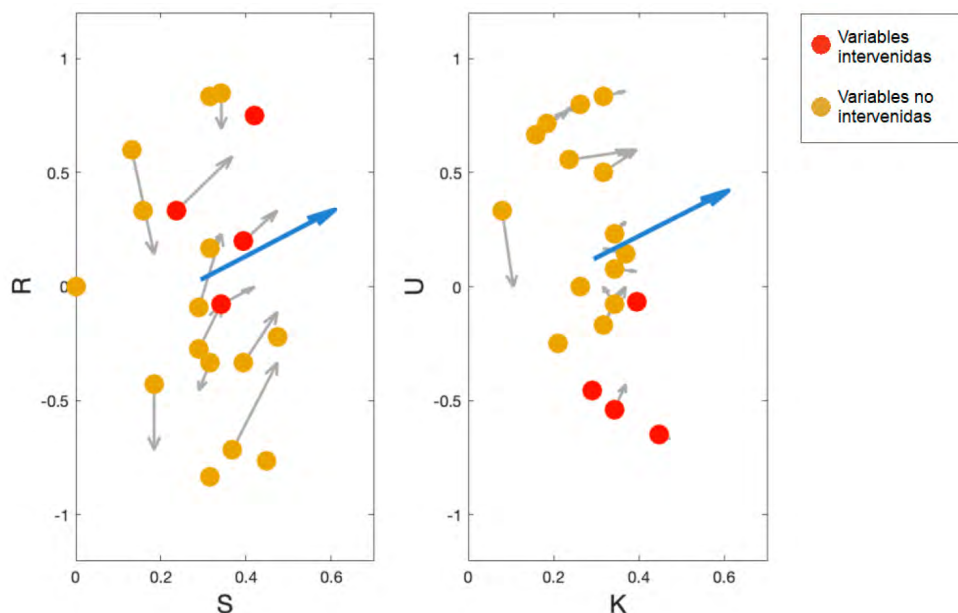 1
0.5
0
-0.5
-1
R
0
0.2
0.4
0.6
S
1
0.5
0
-0.5
-1
U
0
0.2
0.4
0.6
K
Variables
intervenidas
Variables no
intervenidas